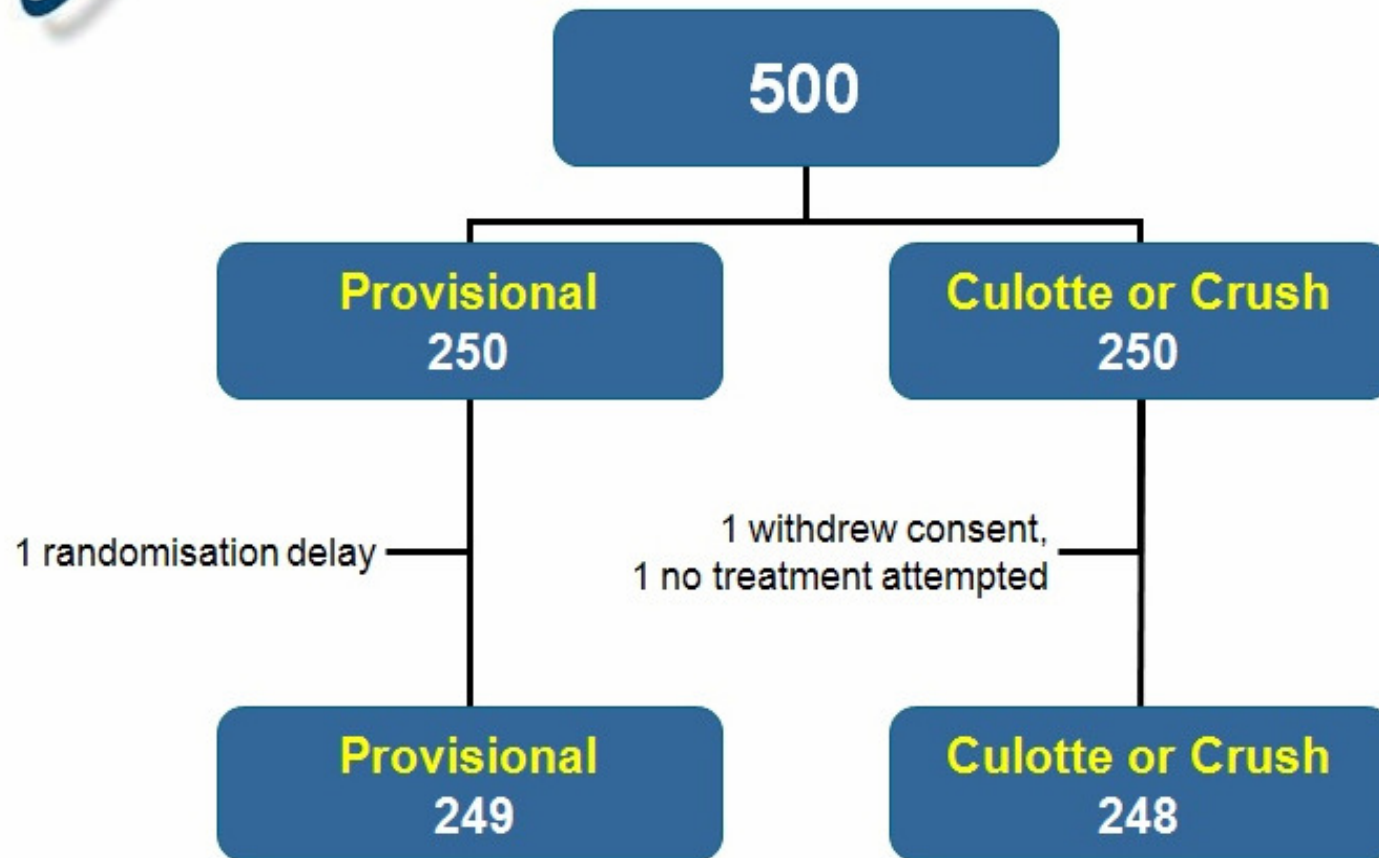 500
Provisional
250
Culotte or Crush
250
1 randomisation delay
1 withdrew consent,
1 no treatment attempted
Provisional
249
Culotte or Crush
248